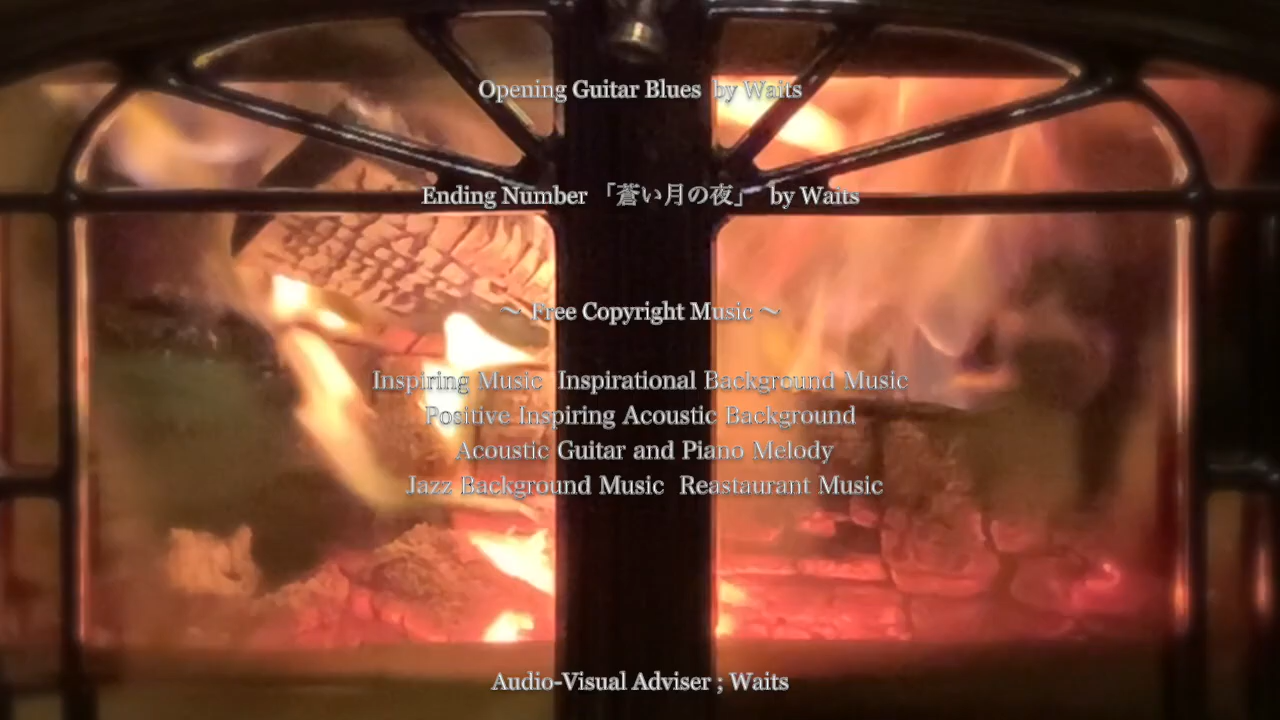 Opening Guitar Blues by Waits
Ending Number 「蒼い月の夜」 by Waits
～ Free Copyright Music ～
Inspiring Music Inspirational Background Music
Positive Inspiring Acoustic Background
Acoustic Guitar and Piano Melody
Jazz Background Music Reastaurant Music
Audio-Visual Adviser ; Waits